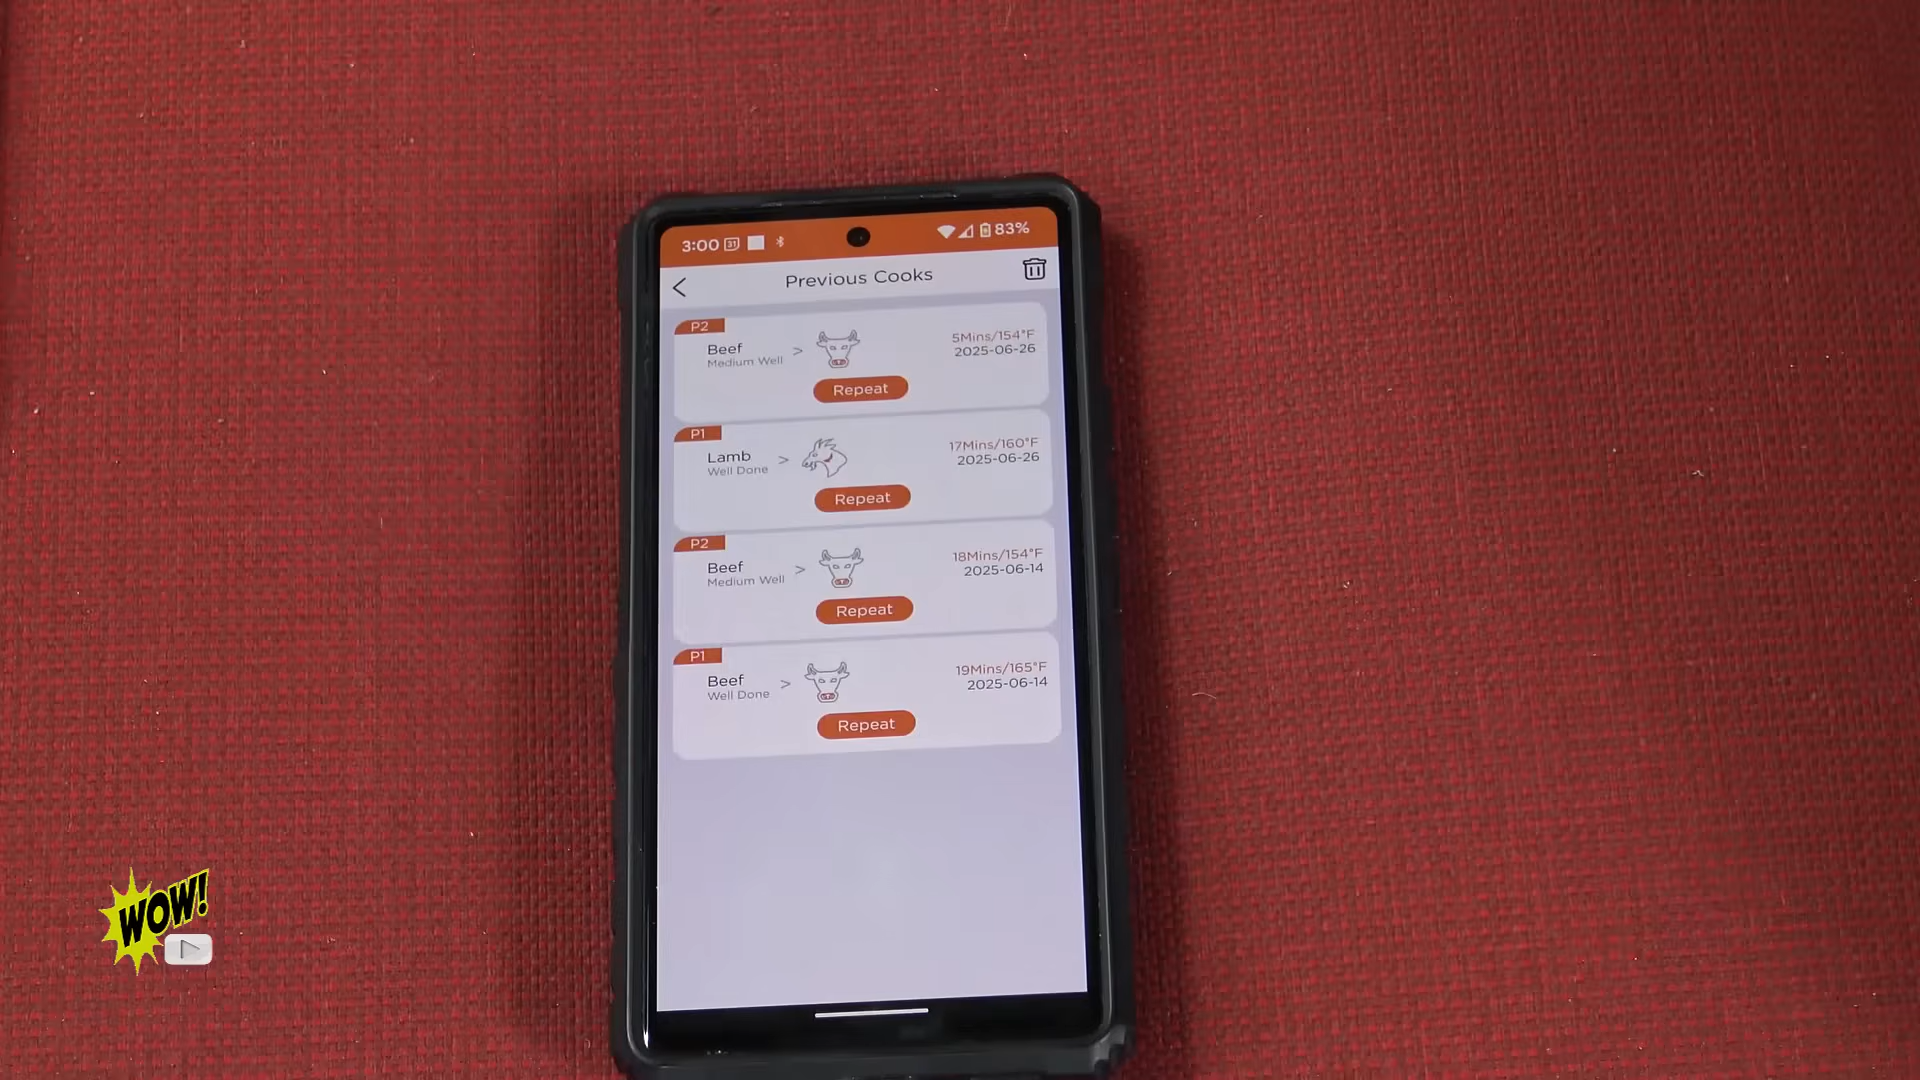 3:00 31 83%
Previous Cooks
P2
Beef
Medium Well
>
5Mins/154°F
2025-06-26
Repeat
P1
Lamb
Well Done
>
17Mins/160°F
2025-06-26
Repeat
P2
Beef
Medium Well
>
18Mins/154°F
2025-06-14
Repeat
P1
Beef
Well Done
>
19Mins/165°F
2025-06-14
Repeat
WOW!